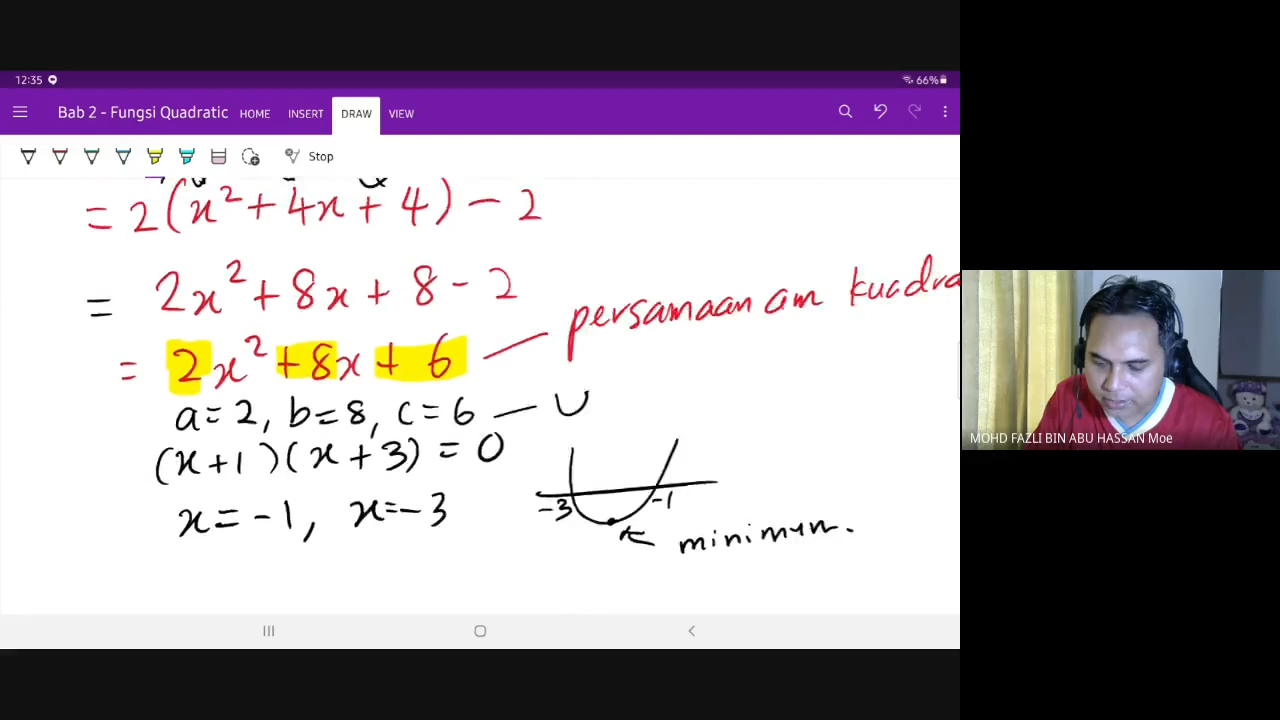 12:35 66%
Bab 2 - Fungsi Quadratic HOME INSERT DRAW VIEW
Stop
= 2(x² + 4x + 4) - 2
= 2x² + 8x + 8 - 2
= 2x² + 8x + 6 — persamaan am kuadra
a = 2, b = 8, c = 6 — ∪
(x+1)(x+3) = 0
x = -1, x = -3
-3 -1
minimum.
MOHD FAZLI BIN ABU HASSAN Moe